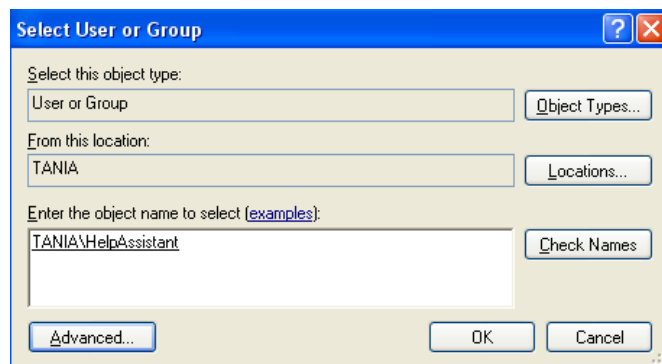 Select User or Group
Select this object type:
User or Group
Object Types...
From this location:
TANIA
Locations...
Enter the object name to select (examples):
TANIA\HelpAssistant
Check Names
Advanced...
OK
Cancel